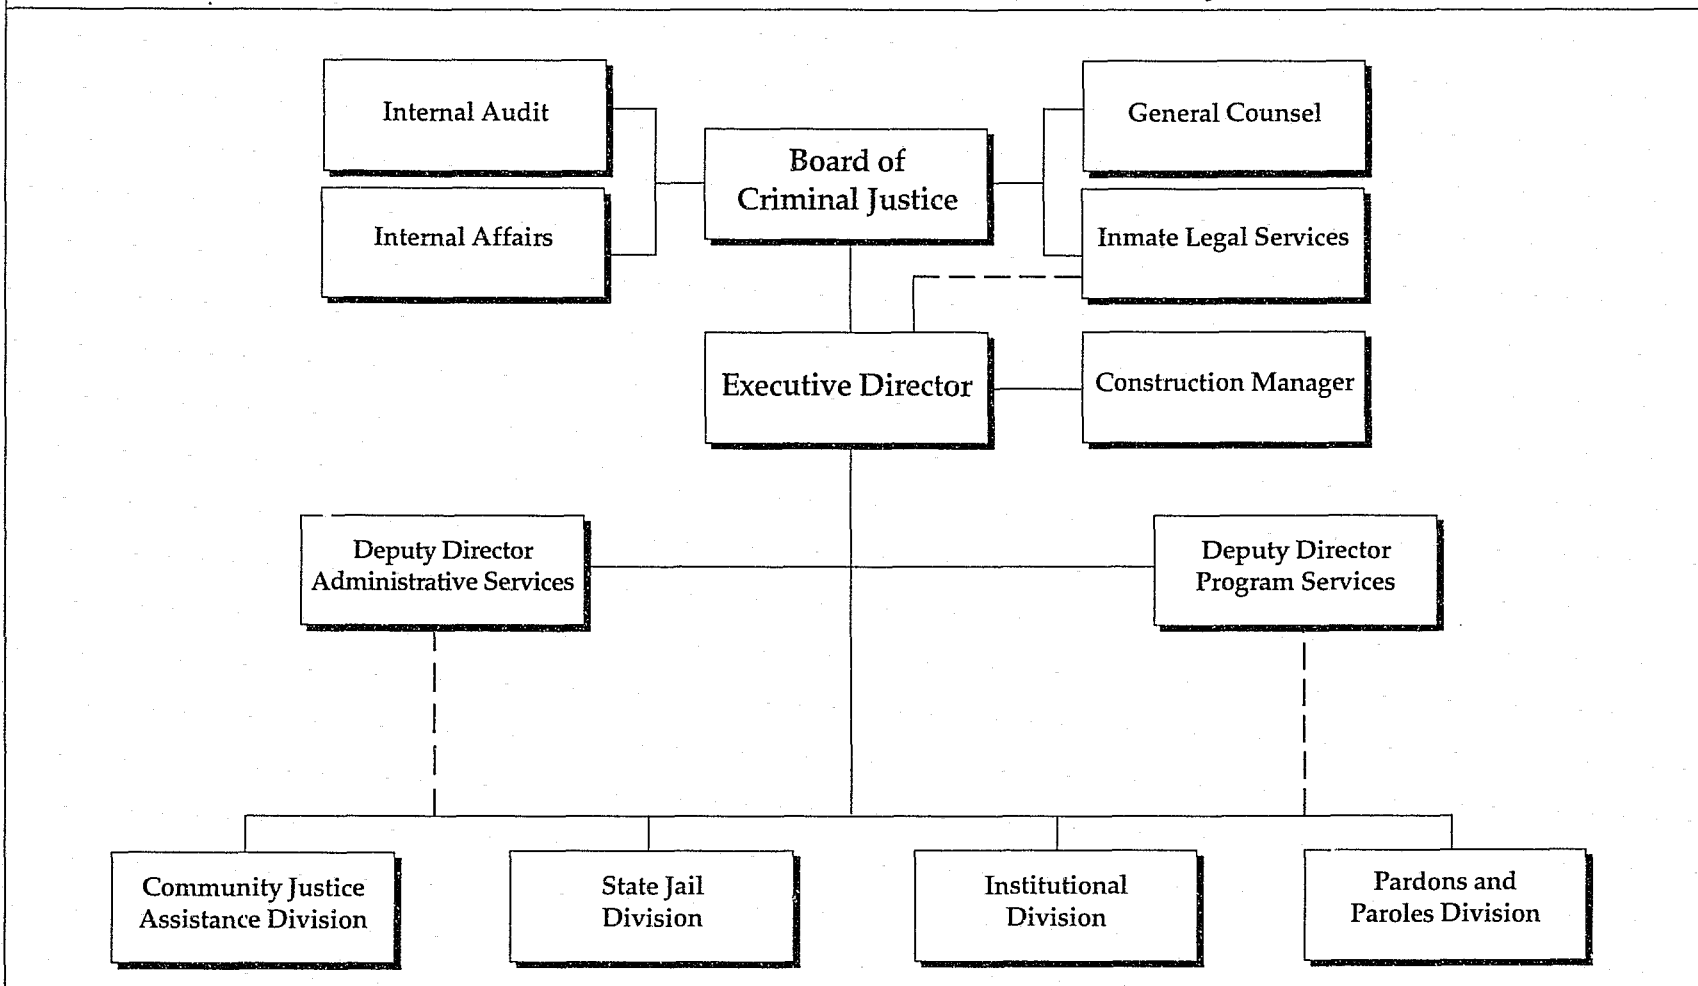 Internal Audit
General Counsel
Board of
Criminal Justice
Internal Affairs
Inmate Legal Services
Executive Director
Construction Manager
Deputy Director
Administrative Services
Deputy Director
Program Services
Community Justice
Assistance Division
State Jail
Division
Institutional
Division
Pardons and
Paroles Division